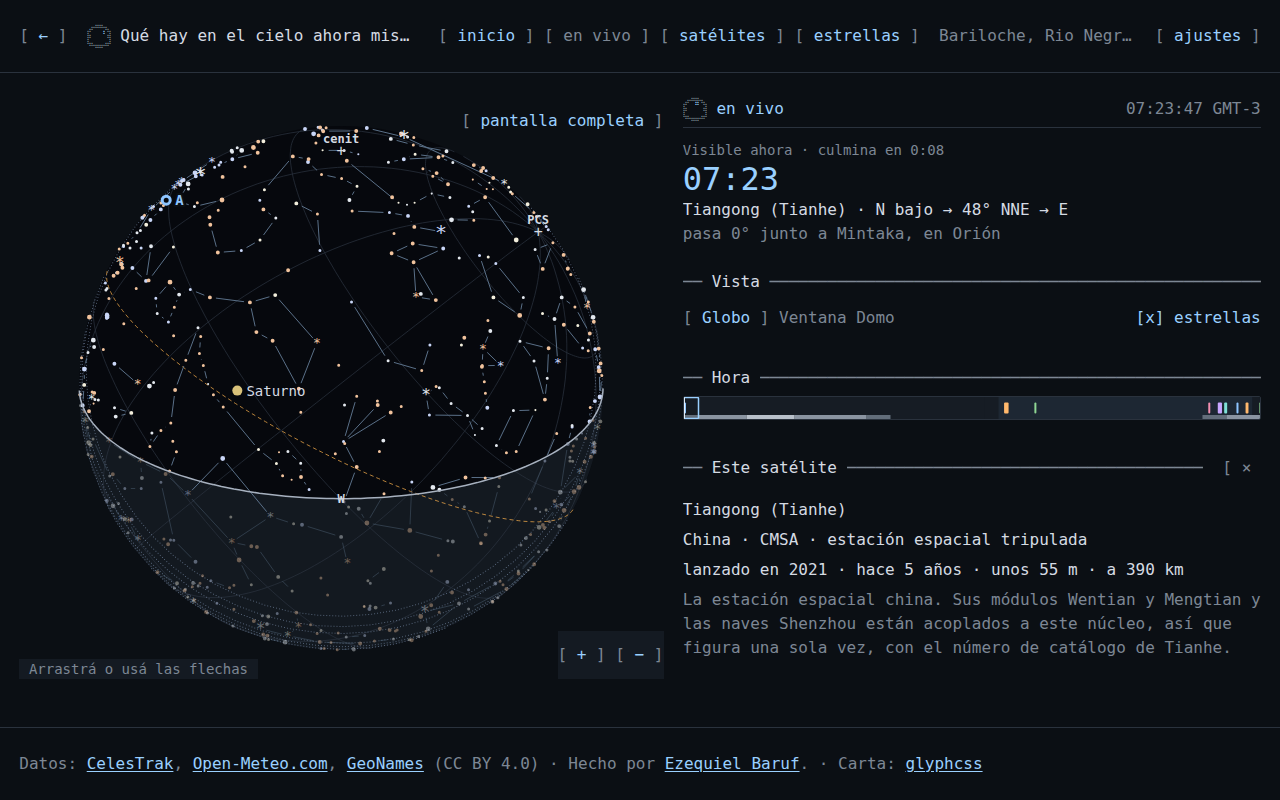 [ ← ] Qué hay en el cielo ahora mis… [ inicio ] [ en vivo ] [ satélites ] [ estrellas ] Bariloche, Rio Negr… [ ajustes ]
[ pantalla completa ]
cenit
+
A
PCS
+
Saturno
W
Arrastrá o usá las flechas
[ + ] [ − ]
en vivo 07:23:47 GMT-3
Visible ahora · culmina en 0:08
07:23
Tiangong (Tianhe) · N bajo → 48° NNE → E
pasa 0° junto a Mintaka, en Orión
Vista
[ Globo ] Ventana Domo [x] estrellas
Hora
Este satélite [ ×
Tiangong (Tianhe)
China · CMSA · estación espacial tripulada
lanzado en 2021 · hace 5 años · unos 55 m · a 390 km
La estación espacial china. Sus módulos Wentian y Mengtian y
las naves Shenzhou están acoplados a este núcleo, así que
figura una sola vez, con el número de catálogo de Tianhe.
Datos: CelesTrak, Open-Meteo.com, GeoNames (CC BY 4.0) · Hecho por Ezequiel Baruf. · Carta: glyphcss